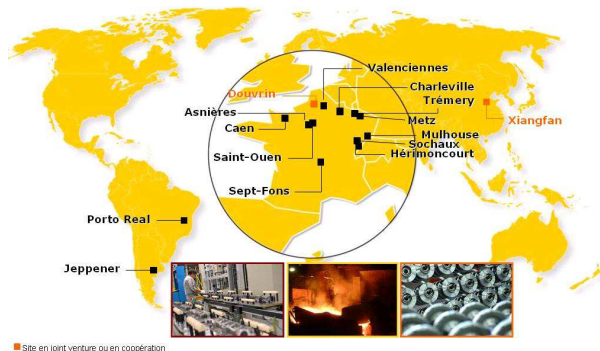 Valenciennes
Charleville
Douvrin
Trémery
Asnières
Metz
Xiangfan
Caen
Mulhouse
Sochaux
Saint-Ouen
Hérimoncourt
Sept-Fons
Porto Real
Jeppener
Site en joint venture ou en coopération